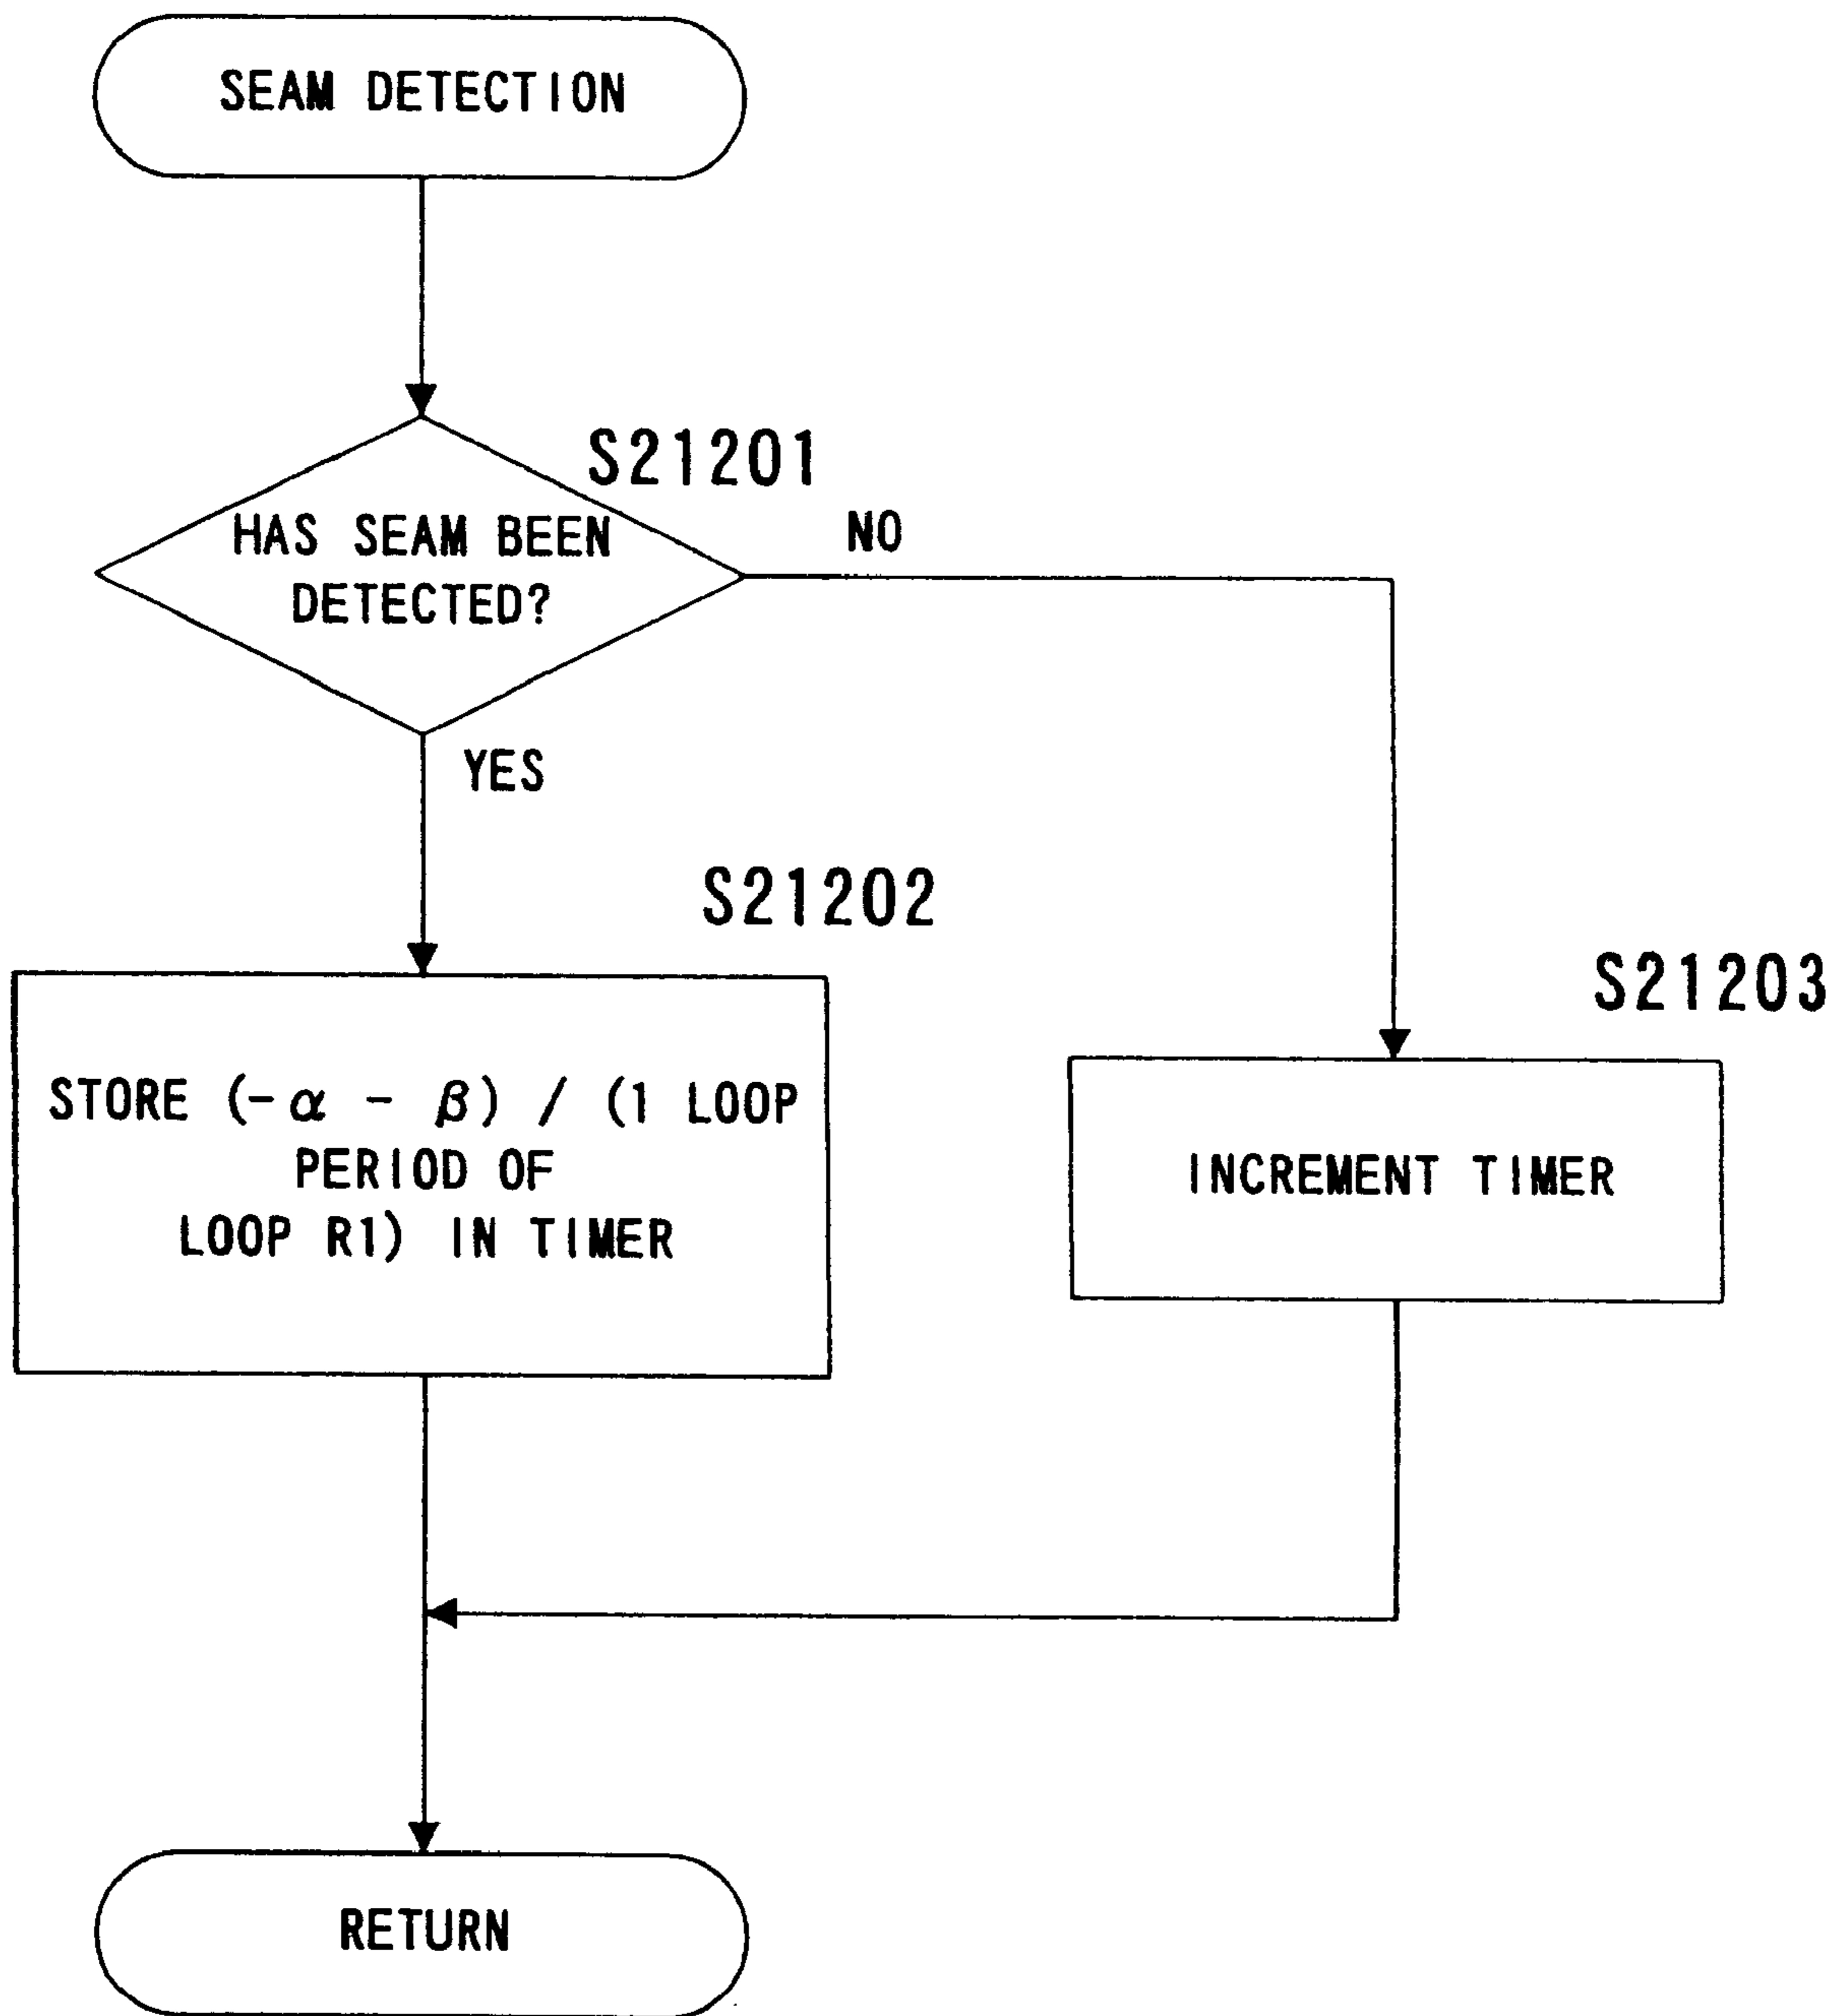 SEAM DETECTION
S21201
HAS SEAM BEEN
DETECTED?
NO
YES
S21202
STORE (-α - β) / (1 LOOP
PERIOD OF
LOOP R1) IN TIMER
S21203
INCREMENT TIMER
RETURN